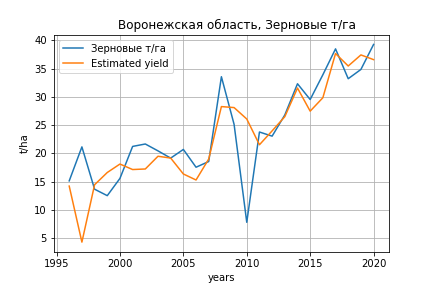 Воронежская область, Зерновые т/га
Зерновые т/га
Estimated yield
t/ha
40
35
30
25
20
15
10
5
1995
2000
2005
2010
2015
2020
years